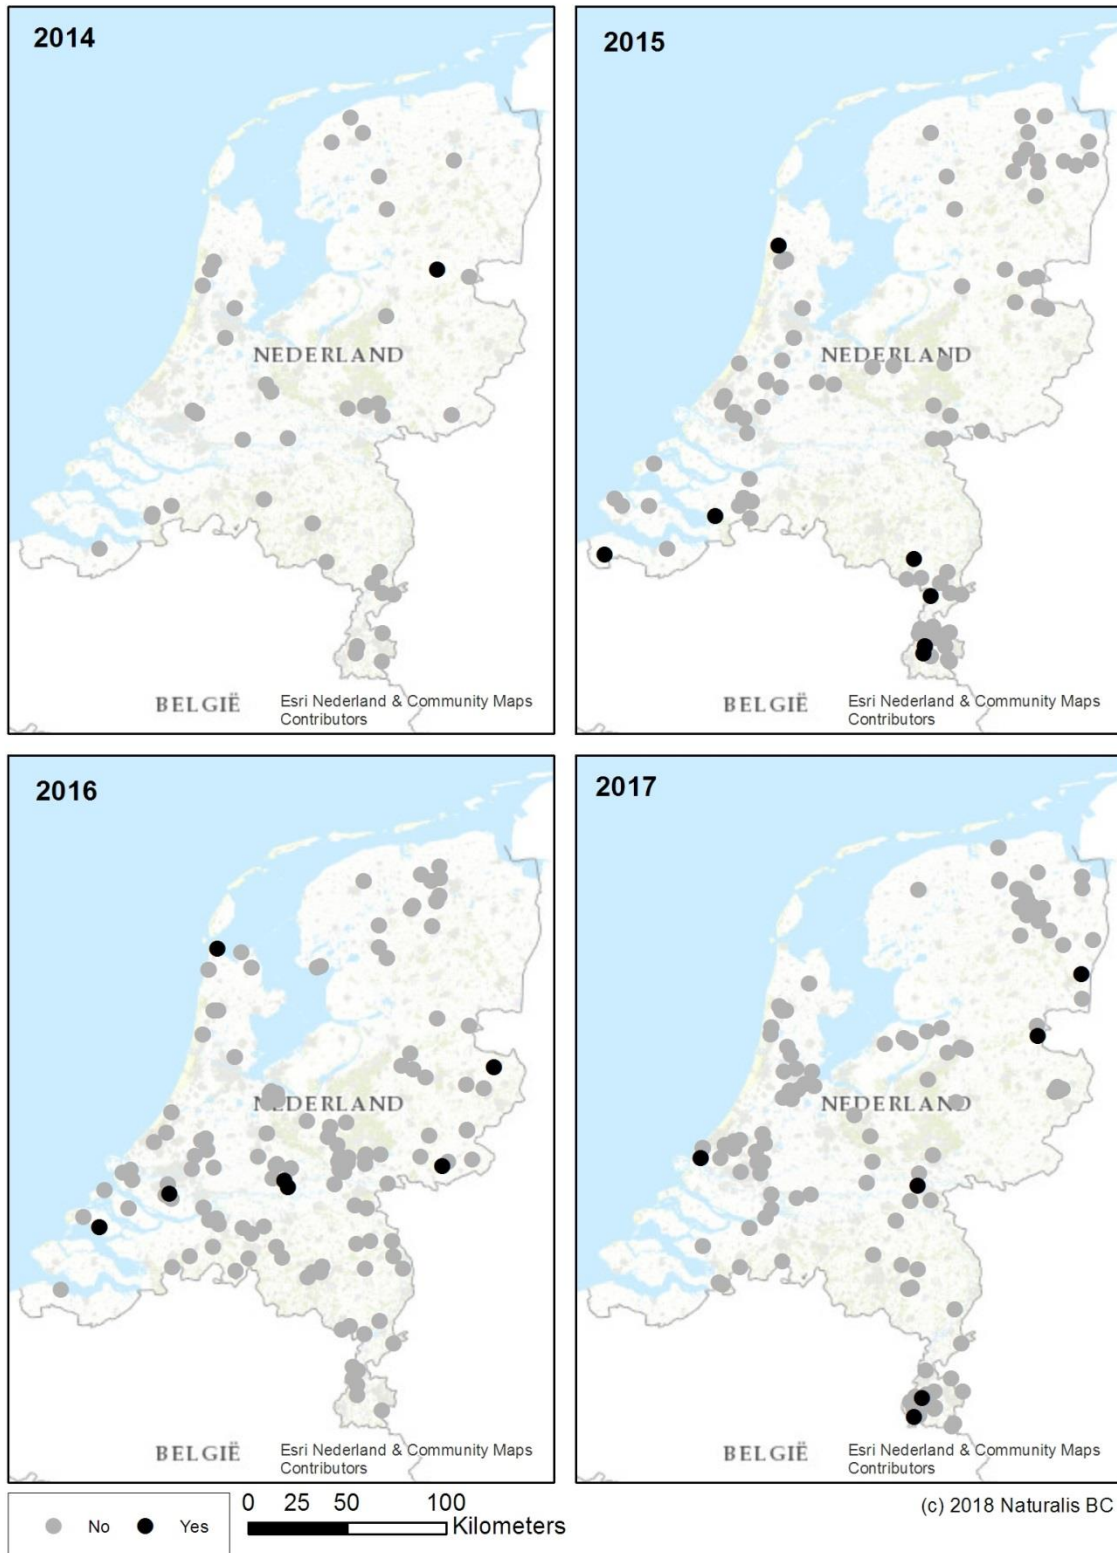 2014
NEDERLAND
BELGIË
Esri Nederland & Community Maps
Contributors
2015
NEDERLAND
BELGIË
Esri Nederland & Community Maps
Contributors
2016
NEDERLAND
BELGIË
Esri Nederland & Community Maps
Contributors
2017
NEDERLAND
BELGIË
Esri Nederland & Community Maps
Contributors
No Yes
0 25 50 100
Kilometers
(c) 2018 Naturalis BC